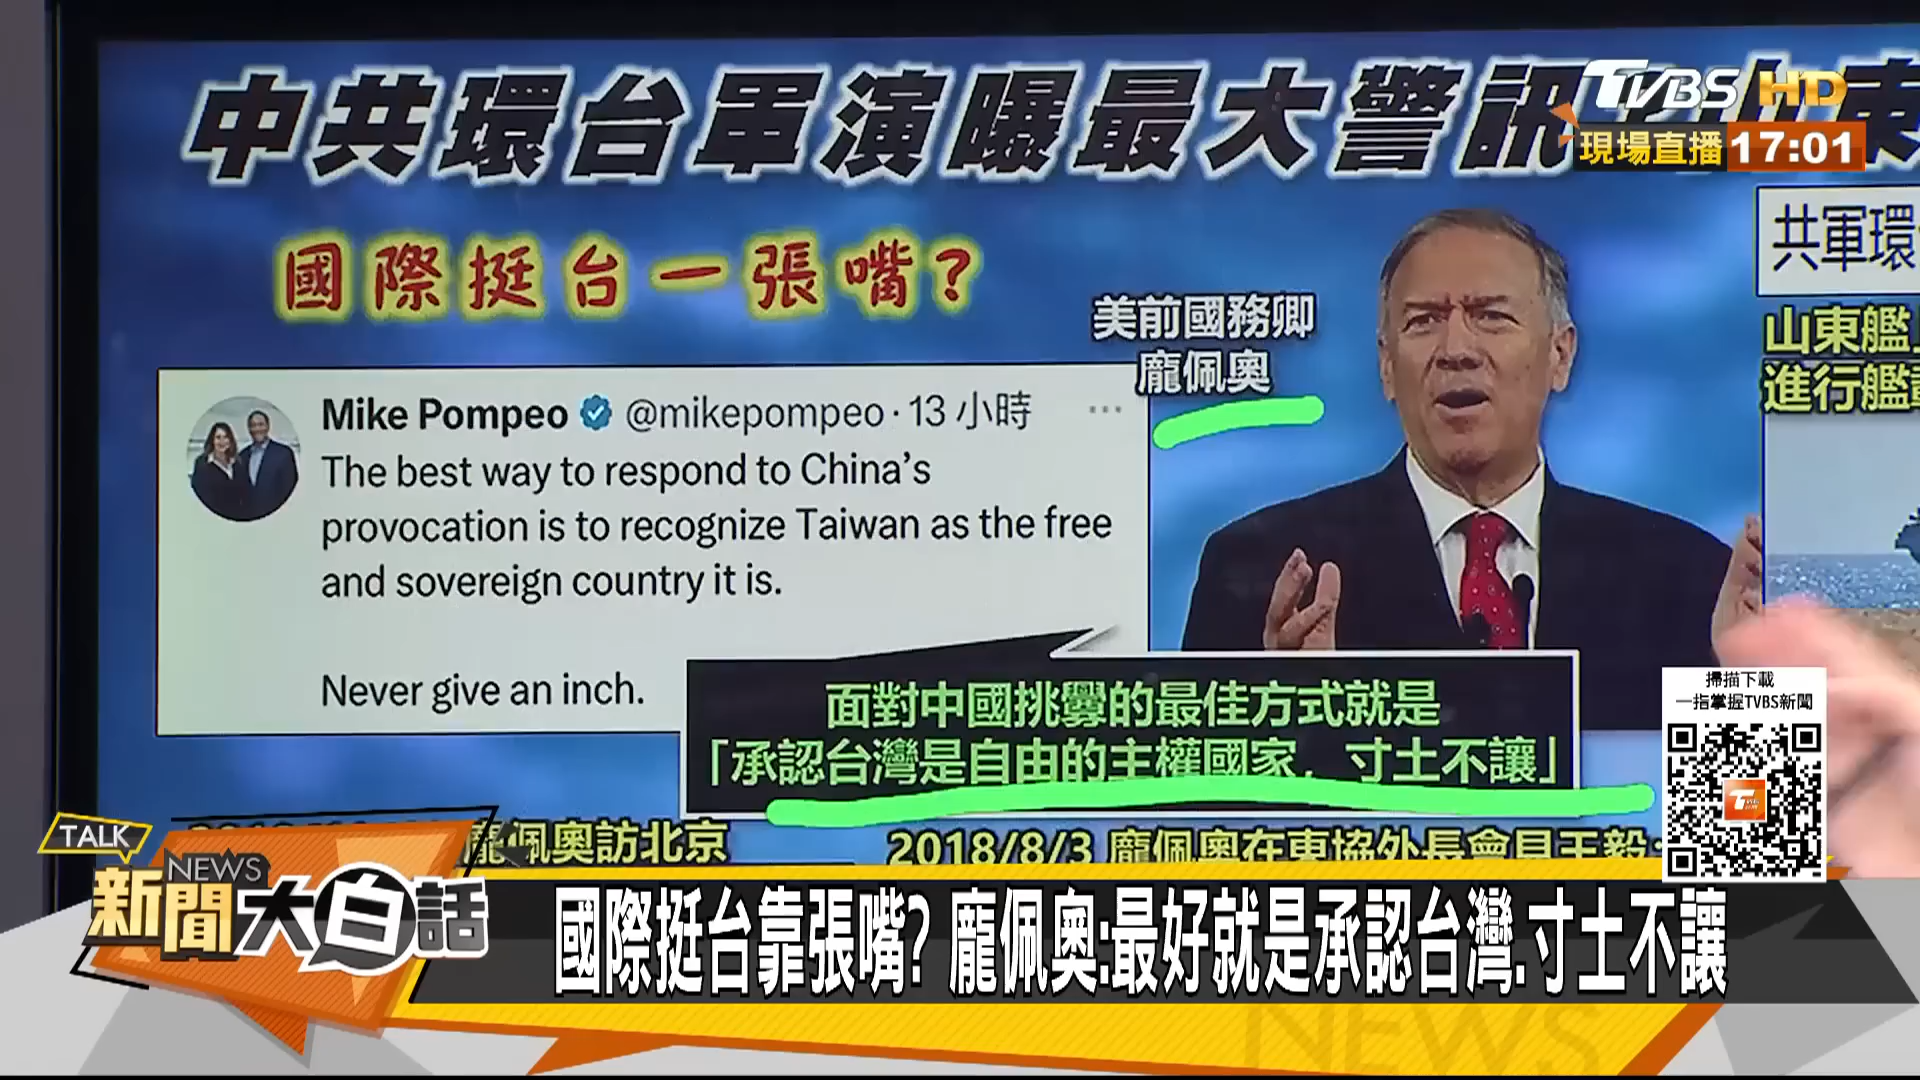 中共環台軍演曝最大警訊
TVBS HD
現場直播 17:01
國際挺台一張嘴?
美前國務卿
龐佩奧
共軍環
山東艦
進行艦
Mike Pompeo @mikepompeo · 13 小時
The best way to respond to China's
provocation is to recognize Taiwan as the free
and sovereign country it is.
Never give an inch.
面對中國挑釁的最佳方式就是
「承認台灣是自由的主權國家，寸土不讓」
掃描下載
一指掌握TVBS新聞
龐佩奧訪北京
2018/8/3 龐佩奧在東協外長會見王毅:
TALK
NEWS
新聞大白話
國際挺台靠張嘴? 龐佩奧:最好就是承認台灣.寸土不讓
NEWS